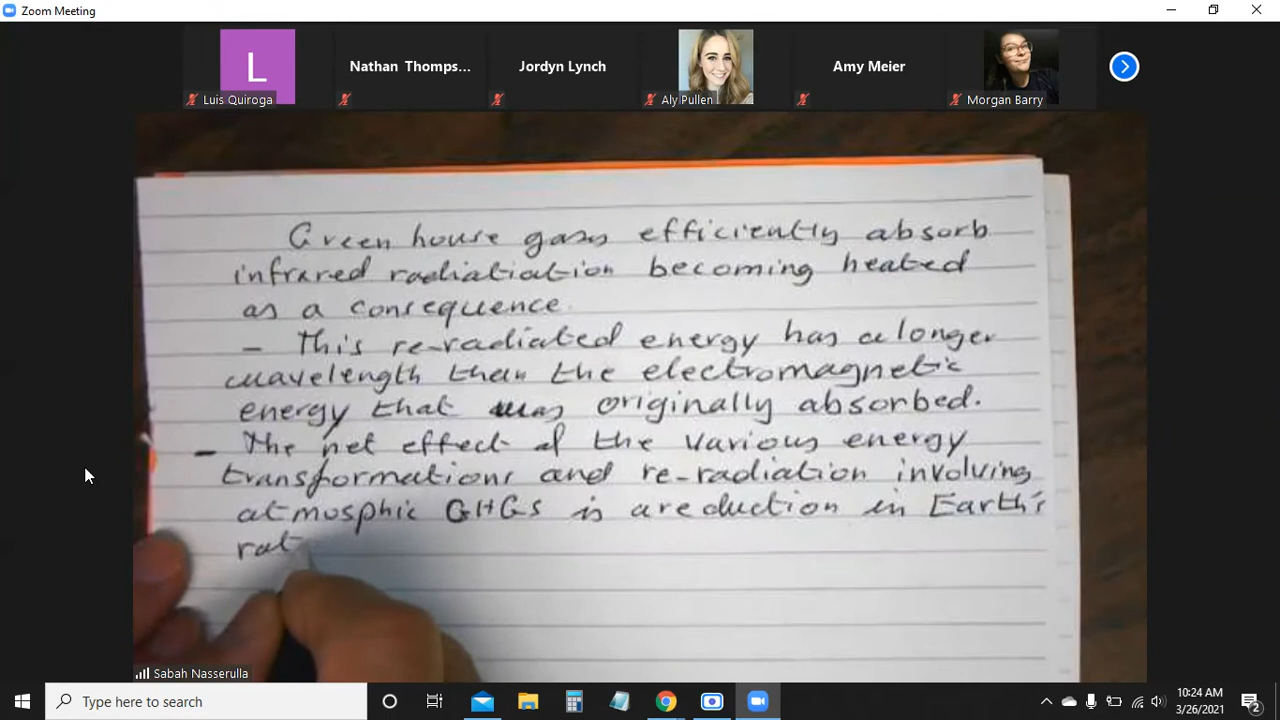 Zoom Meeting
L
Luis Quiroga
Nathan Thomps...
Jordyn Lynch
Aly Pullen
Amy Meier
Morgan Barry
Green house gases efficiently absorb
infrared radiatiation becoming heated
as a consequence.
- This re-radiated energy has a longer
wavelength than the electromagnetic
energy that was originally absorbed.
- The net effect of the various energy
transformations and re-radiation involving
atmosphic GHGs is a reduction in Earth's
rat
Sabah Nasserulla
Type here to search
10:24 AM
3/26/2021
2